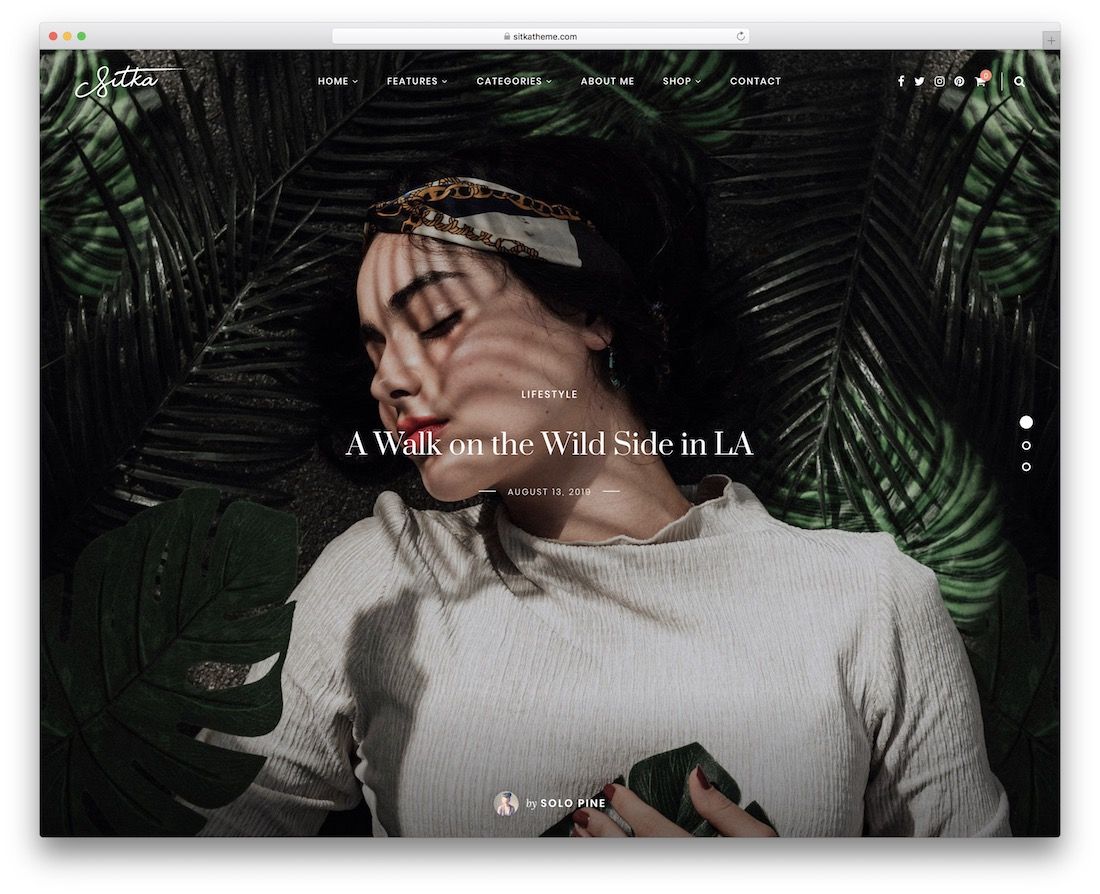 sitkatheme.com
Sitka
HOME FEATURES CATEGORIES ABOUT ME SHOP CONTACT
0
LIFESTYLE
A Walk on the Wild Side in LA
AUGUST 13, 2019
by SOLO PINE